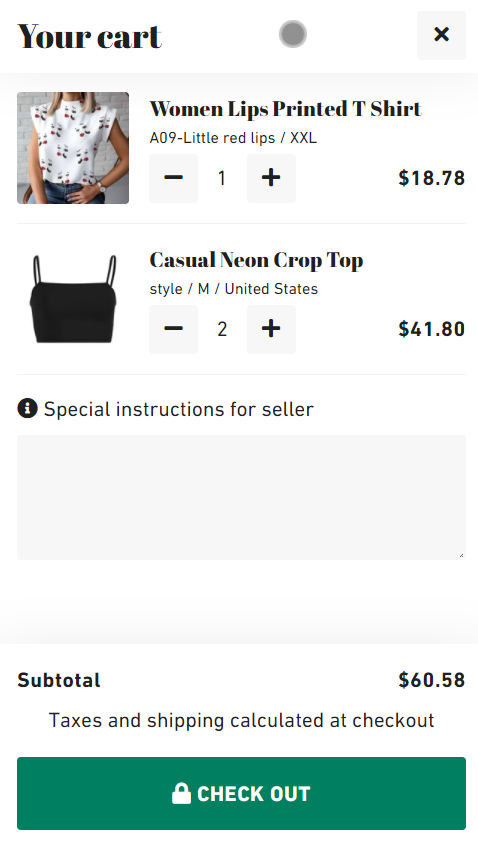 Your cart
Women Lips Printed T Shirt
A09-Little red lips / XXL
1
$18.78
Casual Neon Crop Top
style / M / United States
2
$41.80
Special instructions for seller
Subtotal
$60.58
Taxes and shipping calculated at checkout
CHECK OUT